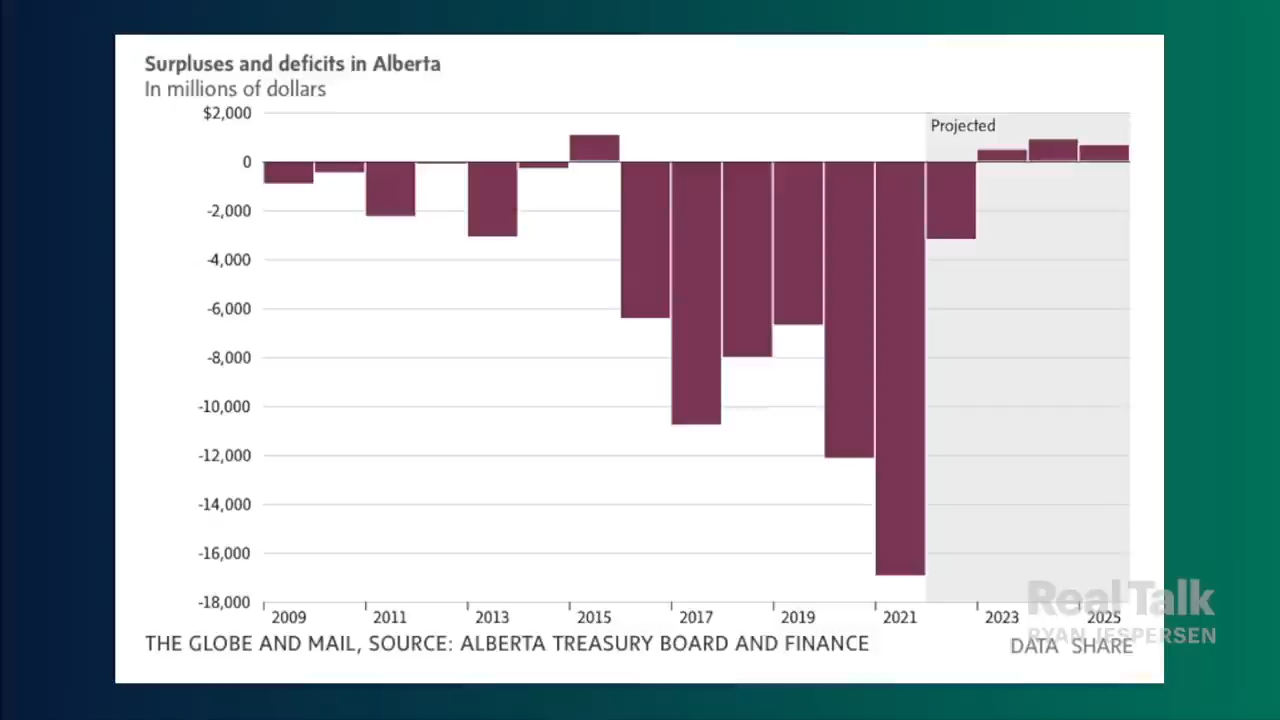 Surpluses and deficits in Alberta
In millions of dollars
$2,000
Projected
0
-2,000
-4,000
-6,000
-8,000
-10,000
-12,000
-14,000
-16,000
-18,000
2009 2011 2013 2015 2017 2019 2021 2023 2025
Real Talk
RYAN JESPERSEN
THE GLOBE AND MAIL, SOURCE: ALBERTA TREASURY BOARD AND FINANCE
DATA SHARE